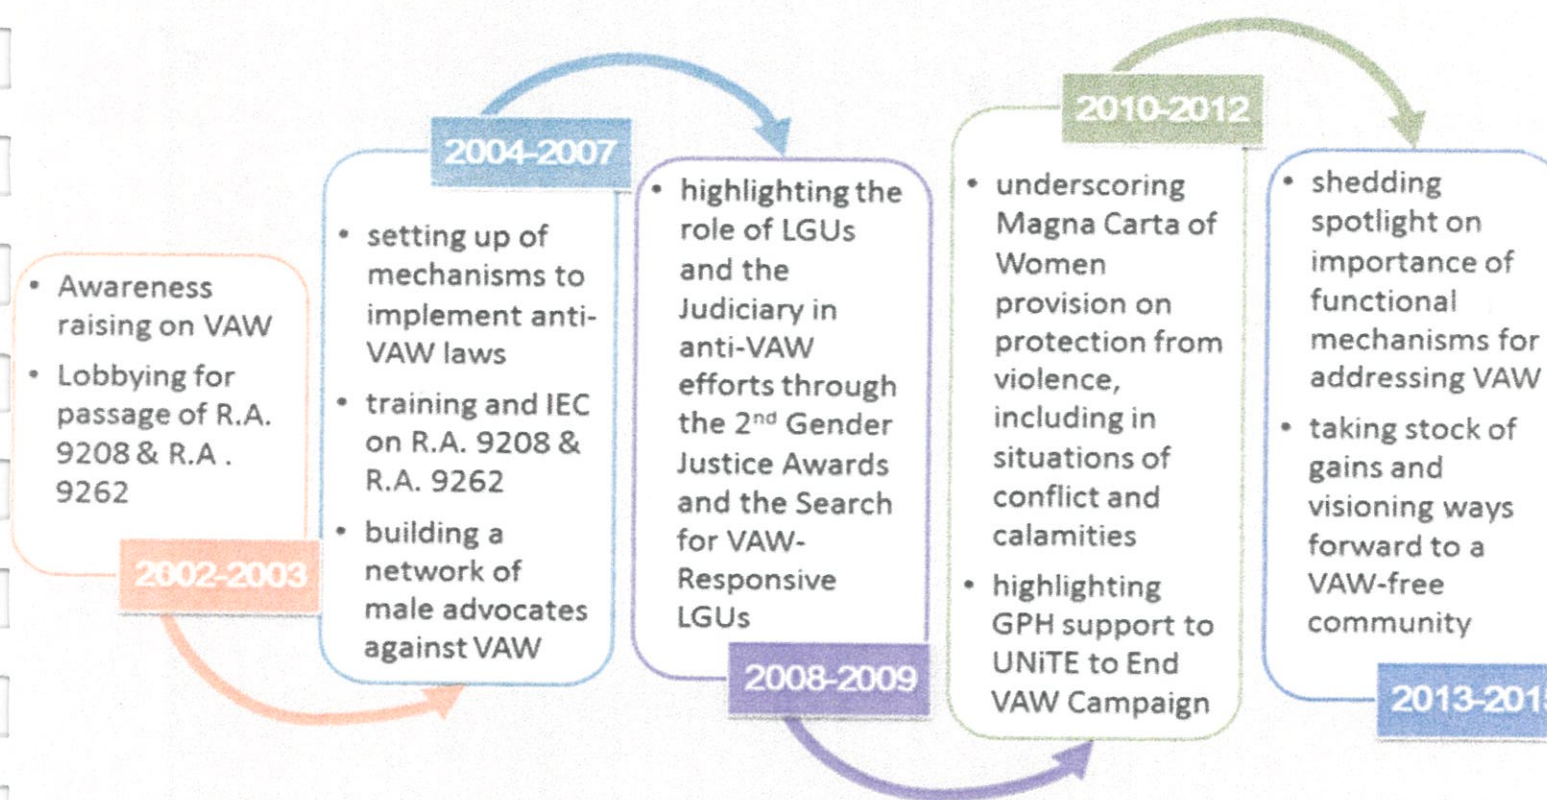 • Awareness
raising on VAW
• Lobbying for
passage of R.A.
9208 & R.A .
9262
2002-2003
2004-2007
• setting up of
mechanisms to
implement anti-
VAW laws
• training and IEC
on R.A. 9208 &
R.A. 9262
• building a
network of
male advocates
against VAW
• highlighting the
role of LGUs
and the
Judiciary in
anti-VAW
efforts through
the 2nd Gender
Justice Awards
and the Search
for VAW-
Responsive
LGUs
2008-2009
2010-2012
• underscoring
Magna Carta of
Women
provision on
protection from
violence,
including in
situations of
conflict and
calamities
• highlighting
GPH support to
UNiTE to End
VAW Campaign
• shedding
spotlight on
importance of
functional
mechanisms for
addressing VAW
• taking stock of
gains and
visioning ways
forward to a
VAW-free
community
2013-2015